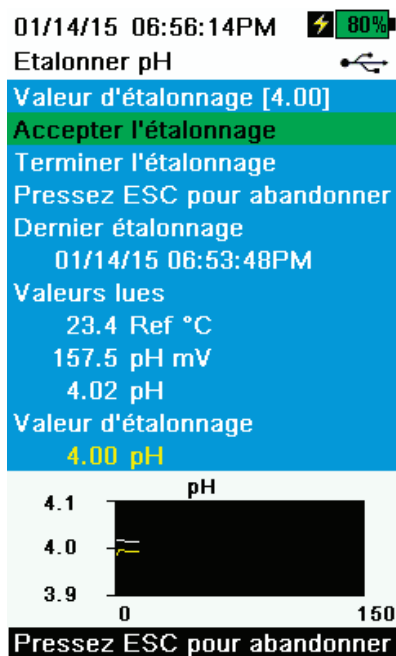 01/14/15 06:56:14PM 80%
Etalonner pH
Valeur d'étalonnage [4.00]
Accepter l'étalonnage
Terminer l'étalonnage
Pressez ESC pour abandonner
Dernier étalonnage
01/14/15 06:53:48PM
Valeurs lues
23.4 Ref °C
157.5 pH mV
4.02 pH
Valeur d'étalonnage
4.00 pH
pH
4.1
4.0
3.9
0 150
Pressez ESC pour abandonner